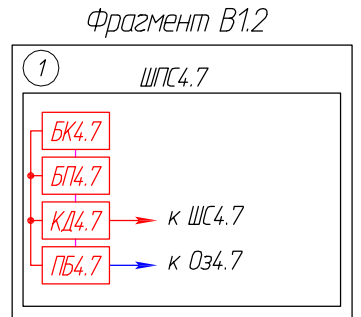 Фрагмент В1.2
1
ШПС4.7
БК4.7
БП4.7
КД4.7 к ШС4.7
ПБ4.7 к Оз4.7